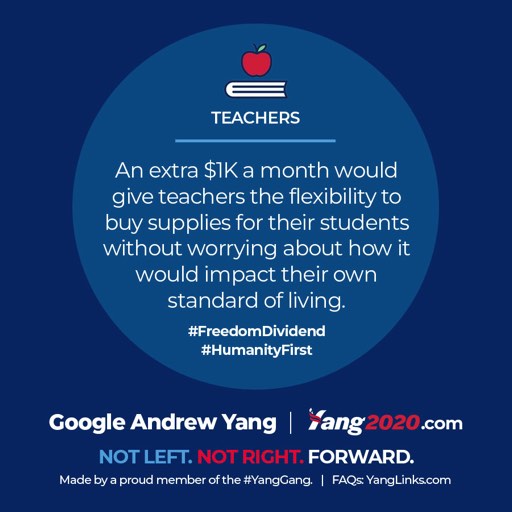 TEACHERS
An extra $1K a month would
give teachers the flexibility to
buy supplies for their students
without worrying about how it
would impact their own
standard of living.
#FreedomDividend
#HumanityFirst
Google Andrew Yang | Yang2020.com
NOT LEFT. NOT RIGHT. FORWARD.
Made by a proud member of the #YangGang. | FAQs: YangLinks.com